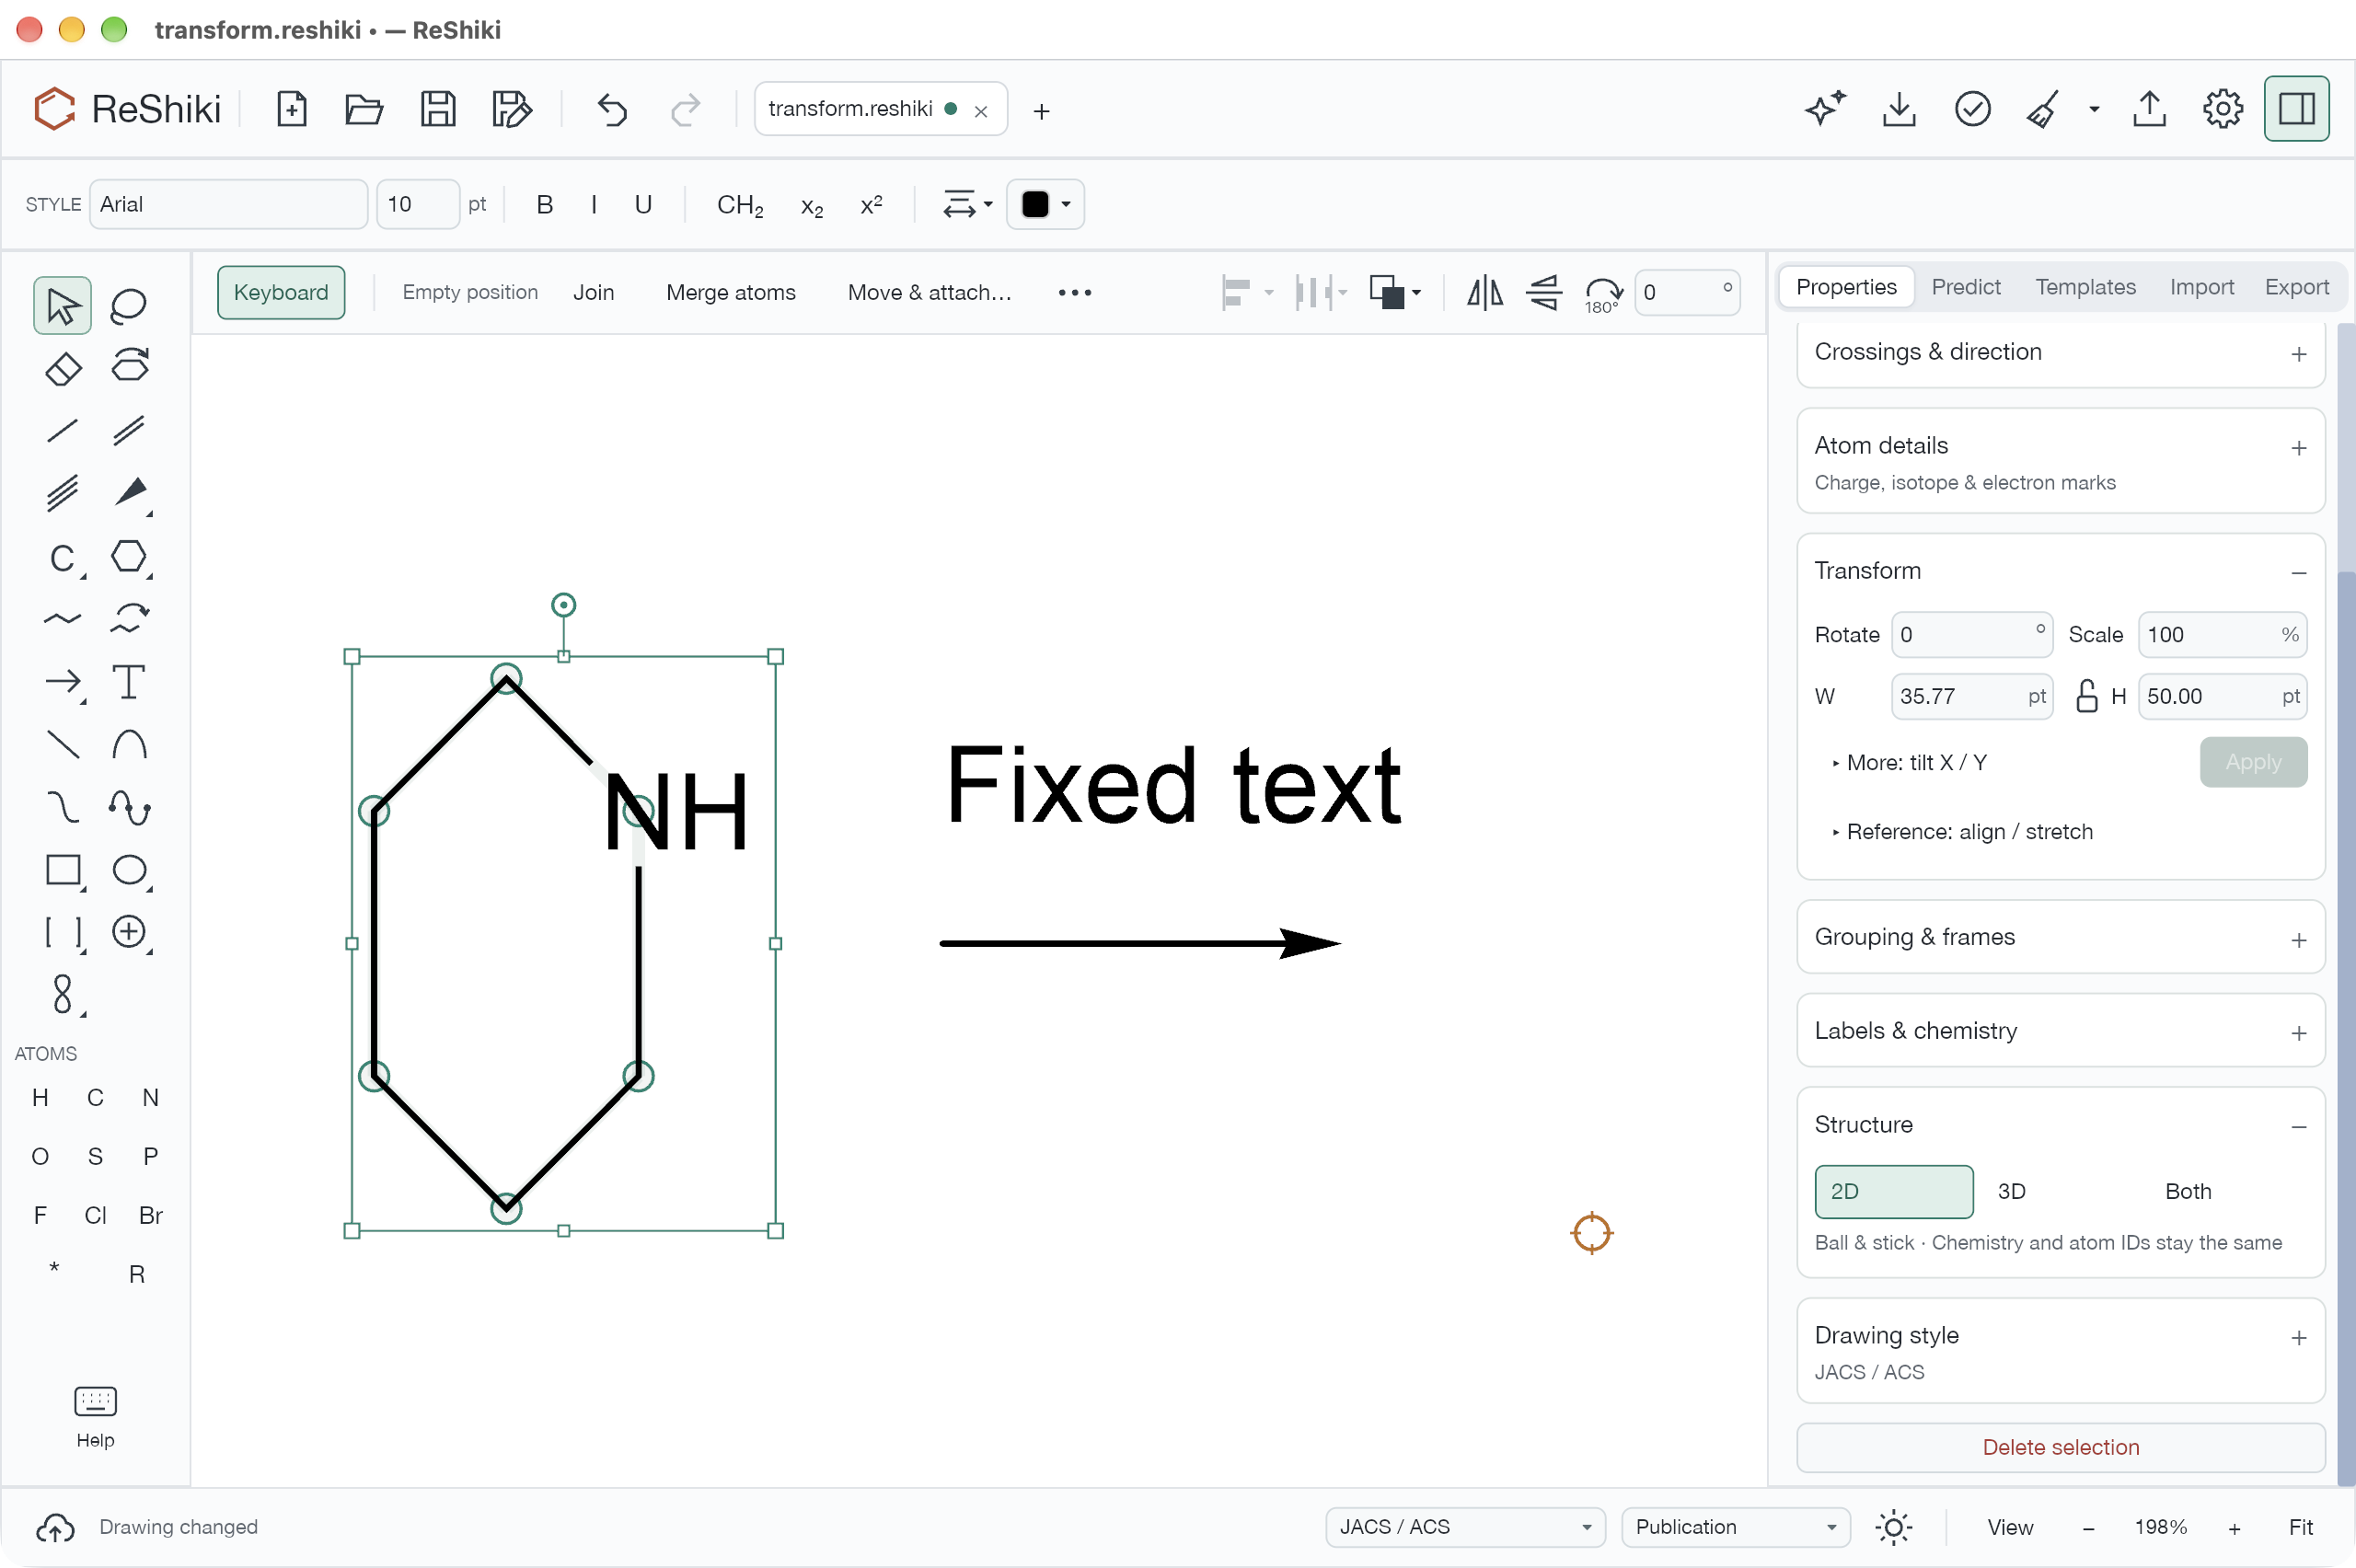 transform.reshiki • — ReShiki
ReShiki
transform.reshiki
STYLE Arial 10 pt B I U CH₂ x₂ x²
Keyboard Empty position Join Merge atoms Move & attach... 180° 0 °
Properties Predict Templates Import Export
Crossings & direction
Atom details
Charge, isotope & electron marks
Transform
Rotate 0 ° Scale 100 %
W 35.77 pt H 50.00 pt
More: tilt X / Y Apply
Reference: align / stretch
Grouping & frames
Labels & chemistry
Structure
2D 3D Both
Ball & stick · Chemistry and atom IDs stay the same
Drawing style
JACS / ACS
Delete selection
C
T
[ ]
ATOMS
H C N
O S P
F Cl Br
* R
Help
NH
Fixed text
Drawing changed JACS / ACS Publication View – 198% + Fit